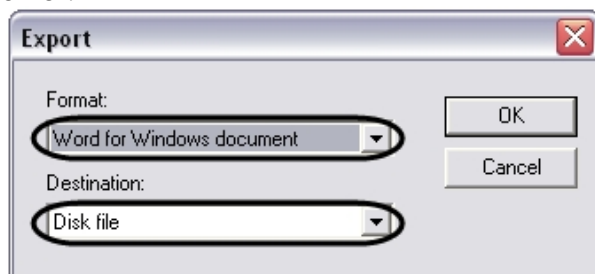 Export
Format:
Word for Windows document
OK
Cancel
Destination:
Disk file